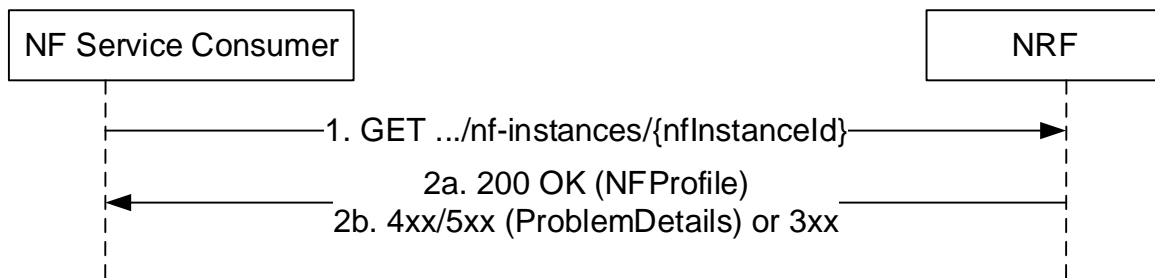 NF Service Consumer
NRF
1. GET .../nf-instances/{nfInstanceId}
2a. 200 OK (NFProfile)
2b. 4xx/5xx (ProblemDetails) or 3xx